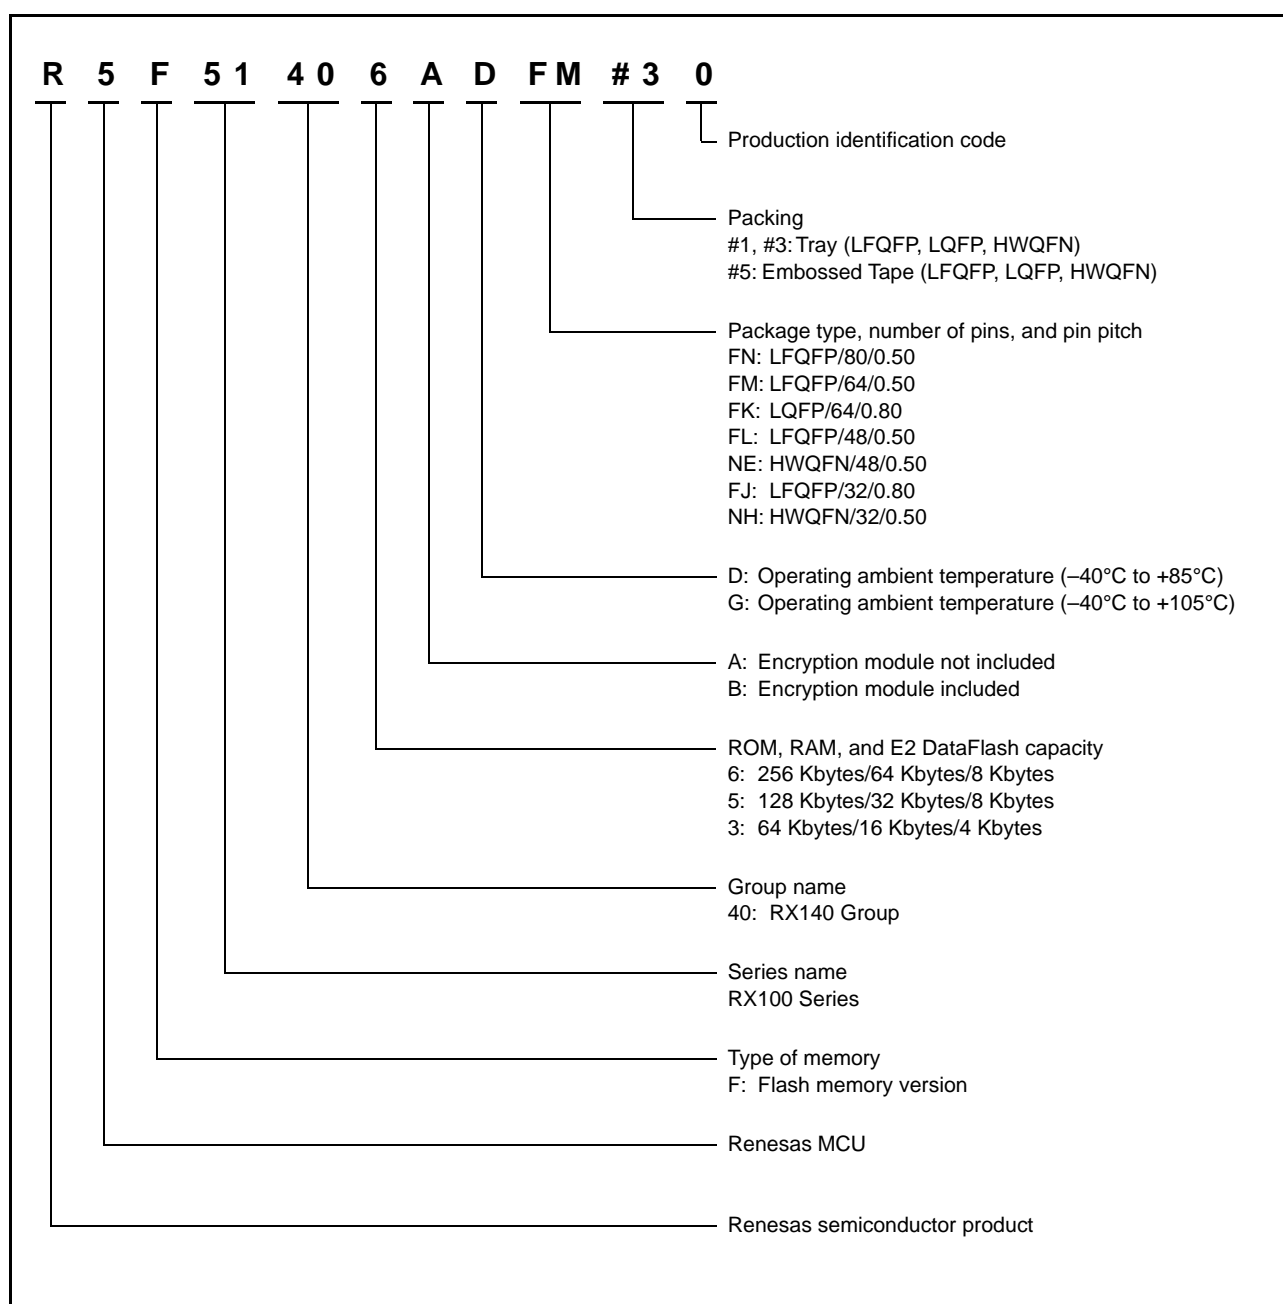 R 5 F 51 40 6 A D FM #3 0
Production identification code
Packing
#1, #3: Tray (LFQFP, LQFP, HWQFN)
#5: Embossed Tape (LFQFP, LQFP, HWQFN)
Package type, number of pins, and pin pitch
FN: LFQFP/80/0.50
FM: LFQFP/64/0.50
FK: LQFP/64/0.80
FL: LFQFP/48/0.50
NE: HWQFN/48/0.50
FJ: LFQFP/32/0.80
NH: HWQFN/32/0.50
D: Operating ambient temperature (–40°C to +85°C)
G: Operating ambient temperature (–40°C to +105°C)
A: Encryption module not included
B: Encryption module included
ROM, RAM, and E2 DataFlash capacity
6: 256 Kbytes/64 Kbytes/8 Kbytes
5: 128 Kbytes/32 Kbytes/8 Kbytes
3: 64 Kbytes/16 Kbytes/4 Kbytes
Group name
40: RX140 Group
Series name
RX100 Series
Type of memory
F: Flash memory version
Renesas MCU
Renesas semiconductor product